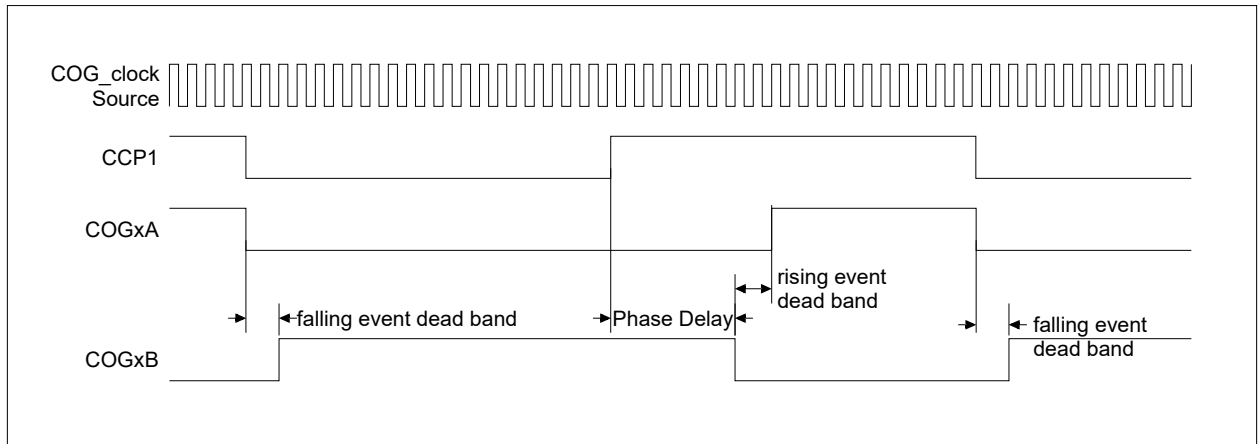 COG_clock
Source
CCP1
COGxA
rising event
dead band
falling event dead band
Phase Delay
falling event
dead band
COGxB